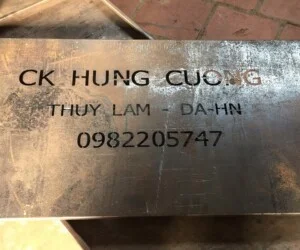 CK HUNG CUONG
THUY LAM - DA-HN
0982205747